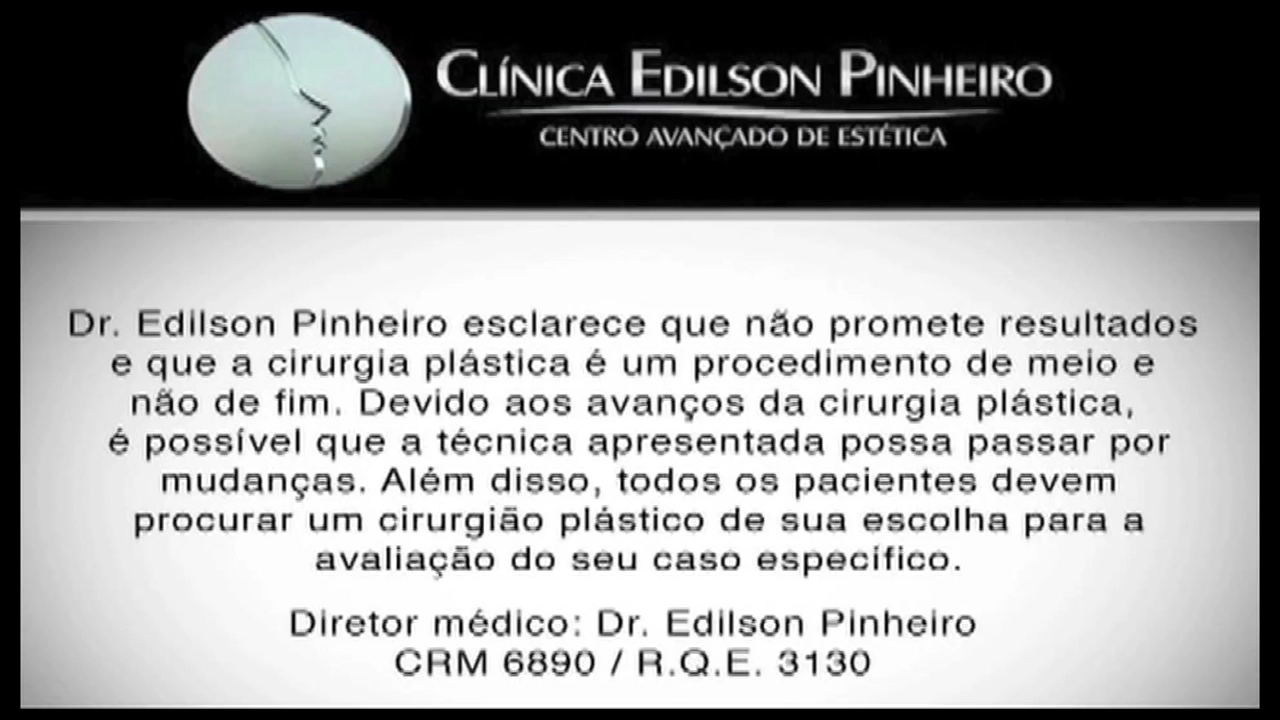 CLÍNICA EDILSON PINHEIRO
CENTRO AVANÇADO DE ESTÉTICA
Dr. Edilson Pinheiro esclarece que não promete resultados
e que a cirurgia plástica é um procedimento de meio e
não de fim. Devido aos avanços da cirurgia plástica,
é possível que a técnica apresentada possa passar por
mudanças. Além disso, todos os pacientes devem
procurar um cirurgião plástico de sua escolha para a
avaliação do seu caso específico.
Diretor médico: Dr. Edilson Pinheiro
CRM 6890 / R.Q.E. 3130